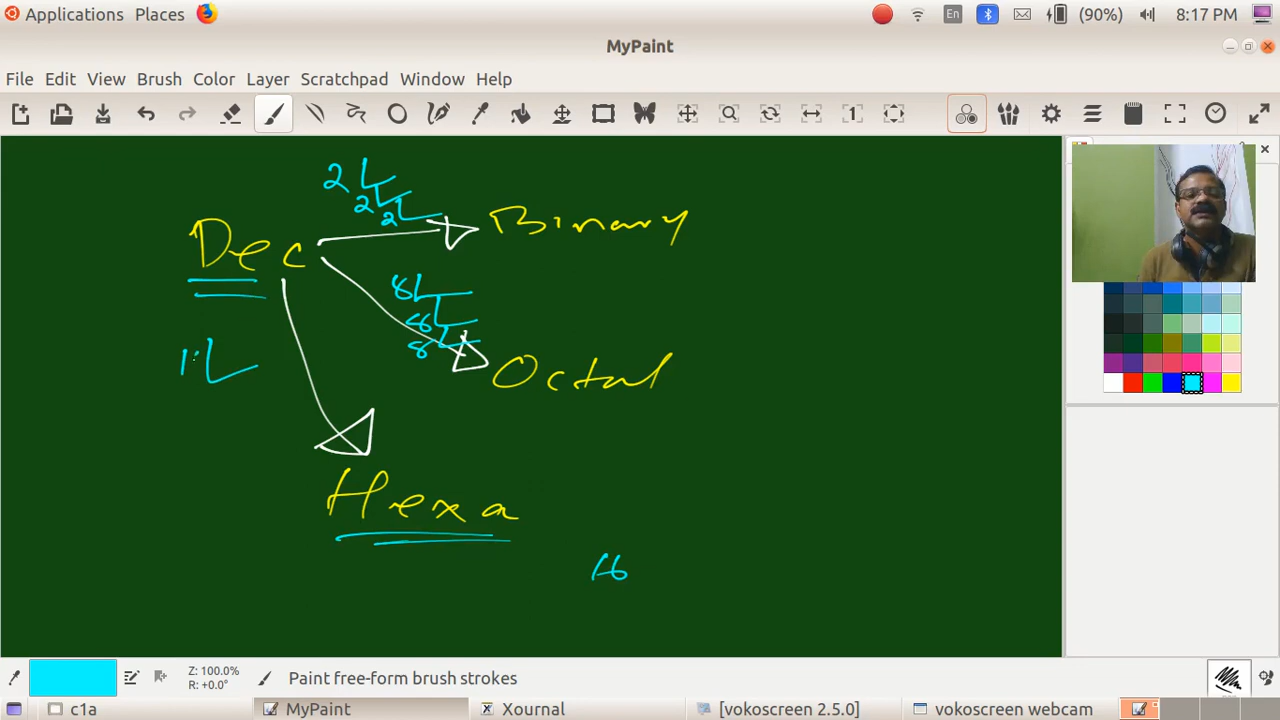 Applications Places En (90%) 8:17 PM
MyPaint
File Edit View Brush Color Layer Scratchpad Window Help
2
2
2
Binary
Dec
8
8
8
Octal
Hexa
16
Z: 100.0%
R: +0.0°
Paint free-form brush strokes
c1a MyPaint Xournal [vokoscreen 2.5.0] vokoscreen webcam